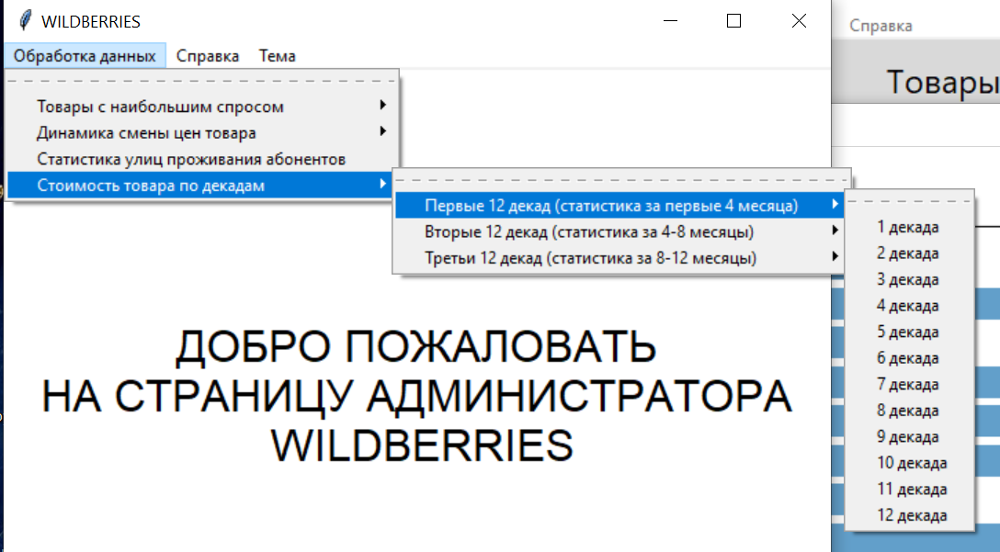 WILDBERRIES
Обработка данных Справка Тема
Товары с наибольшим спросом
Динамика смены цен товара
Статистика улиц проживания абонентов
Стоимость товара по декадам
Первые 12 декад (статистика за первые 4 месяца)
Вторые 12 декад (статистика за 4-8 месяцы)
Третьи 12 декад (статистика за 8-12 месяцы)
1 декада
2 декада
3 декада
4 декада
5 декада
6 декада
7 декада
8 декада
9 декада
10 декада
11 декада
12 декада
ДОБРО ПОЖАЛОВАТЬ
НА СТРАНИЦУ АДМИНИСТРАТОРА
WILDBERRIES
Справка
Товары